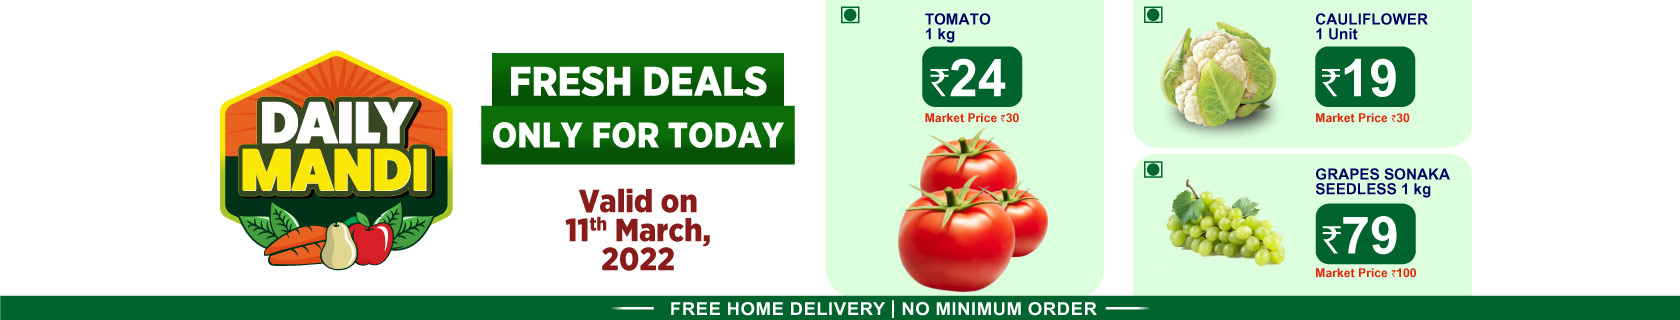 DAILY
MANDI
FRESH DEALS
ONLY FOR TODAY
Valid on
11th March,
2022
TOMATO
1 kg
₹24
Market Price ₹30
CAULIFLOWER
1 Unit
₹19
Market Price ₹30
GRAPES SONAKA
SEEDLESS 1 kg
₹79
Market Price ₹100
FREE HOME DELIVERY | NO MINIMUM ORDER